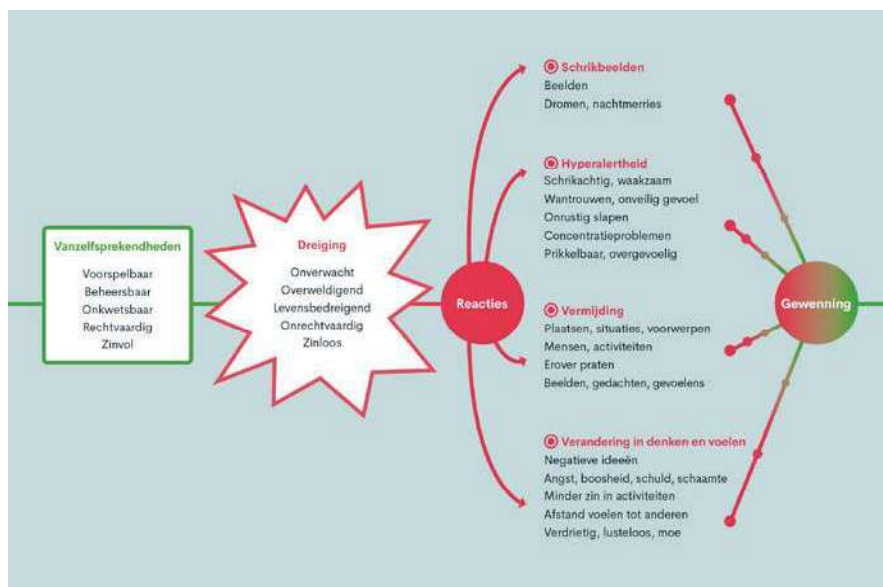 Vanzelfsprekendheden
Voorspelbaar
Beheersbaar
Onkwetsbaar
Rechtvaardig
Zinvol
Dreiging
Onverwacht
Overweldigend
Levensbedreigend
Onrechtvaardig
Zinloos
Reacties
Schrikbeelden
Beelden
Dromen, nachtmerries
Hyperalertheid
Schrikachtig, waakzaam
Wantrouwen, onveilig gevoel
Onrustig slapen
Concentratieproblemen
Prikkelbaar, overgevoelig
Vermijding
Plaatsen, situaties, voorwerpen
Mensen, activiteiten
Erover praten
Beelden, gedachten, gevoelens
Verandering in denken en voelen
Negatieve ideeën
Angst, boosheid, schuld, schaamte
Minder zin in activiteiten
Afstand voelen tot anderen
Verdrietig, lusteloos, moe
Gewenning